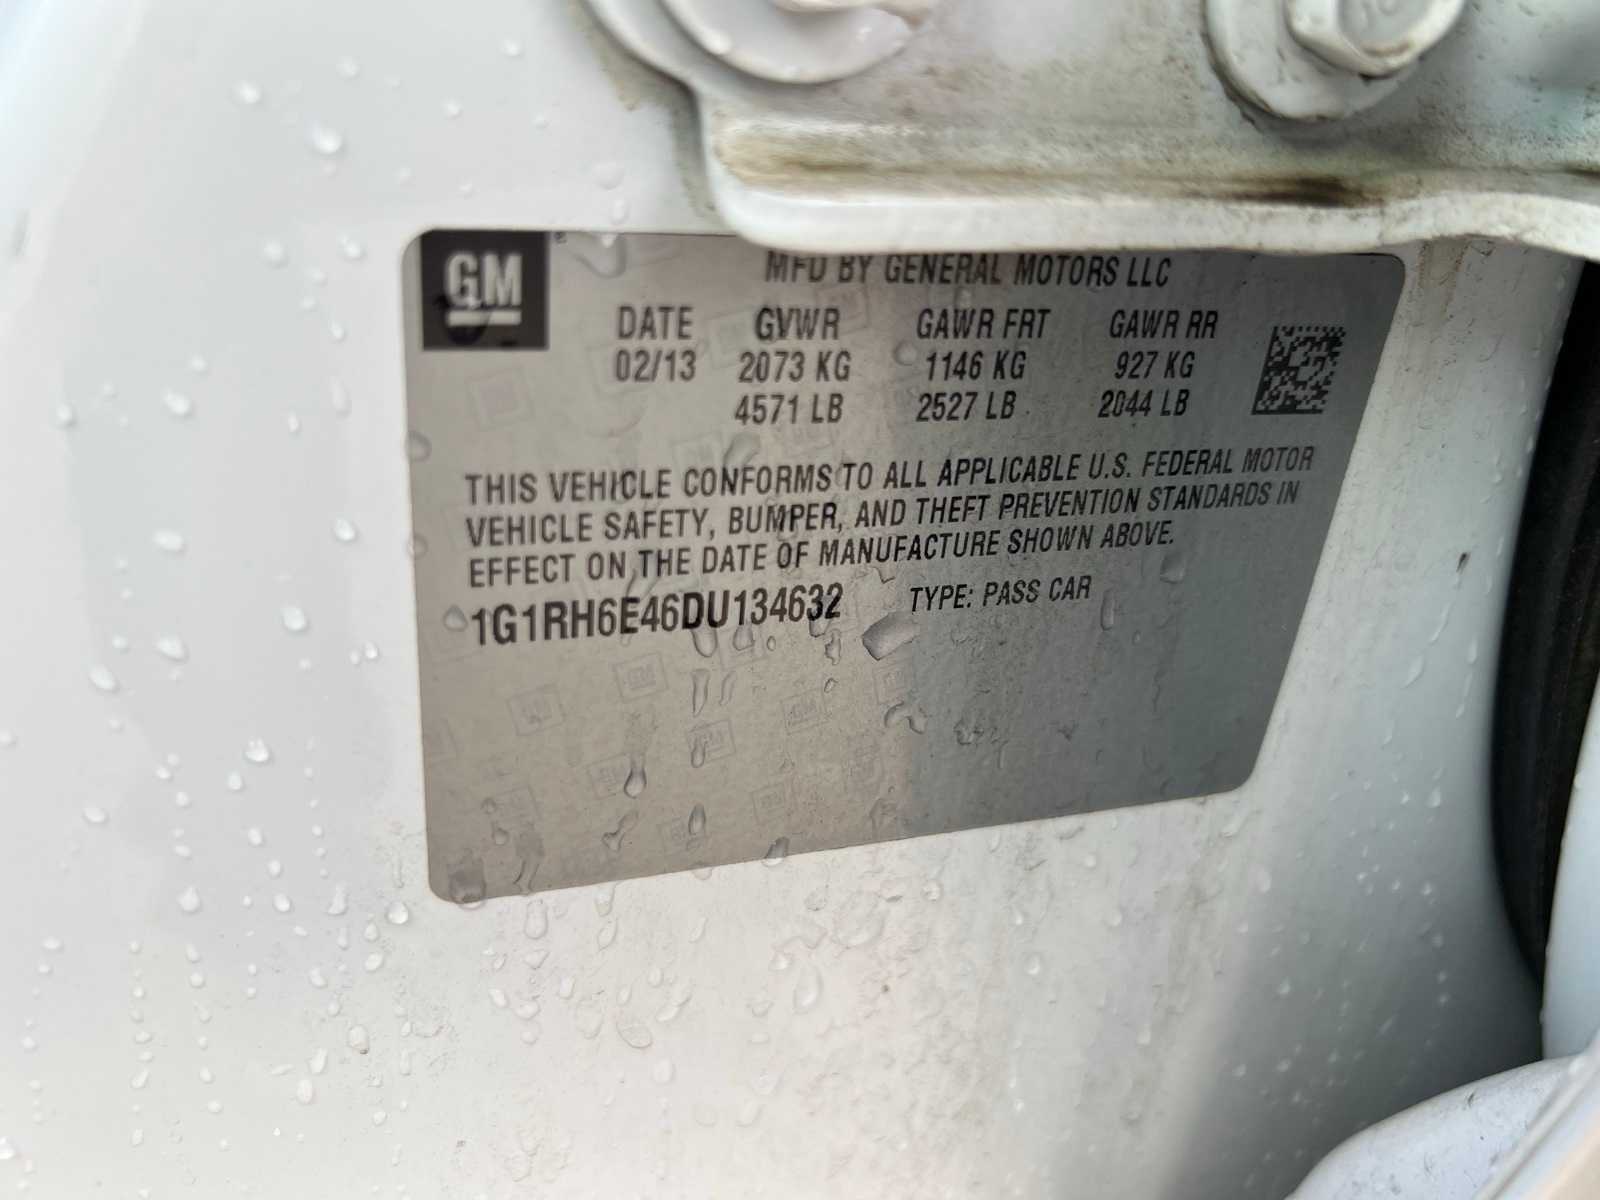 GM
MFD BY GENERAL MOTORS LLC
DATE GVWR GAWR FRT GAWR RR
02/13 2073 KG 1146 KG 927 KG
4571 LB 2527 LB 2044 LB
THIS VEHICLE CONFORMS TO ALL APPLICABLE U.S. FEDERAL MOTOR
VEHICLE SAFETY, BUMPER, AND THEFT PREVENTION STANDARDS IN
EFFECT ON THE DATE OF MANUFACTURE SHOWN ABOVE.
1G1RH6E46DU134632 TYPE: PASS CAR